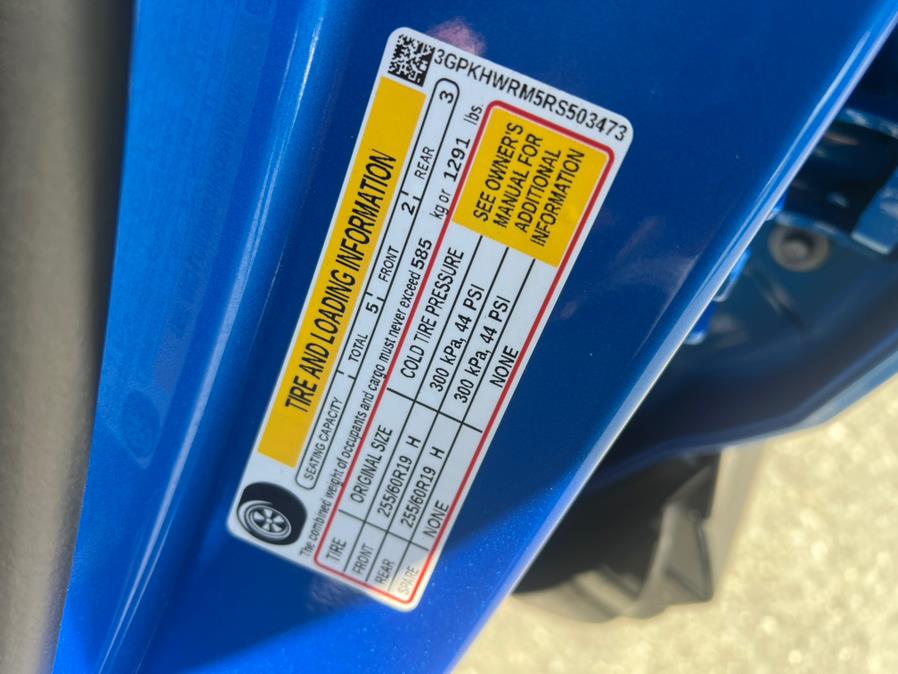 3GPKHWRM5RS503473
TIRE AND LOADING INFORMATION
SEATING CAPACITY TOTAL 5 FRONT 2 REAR 3
The combined weight of occupants and cargo must never exceed 585 kg or 1291 lbs.
TIRE ORIGINAL SIZE COLD TIRE PRESSURE
FRONT 255/60R19 H 300 kPa, 44 PSI
REAR 255/60R19 H 300 kPa, 44 PSI
SPARE NONE NONE
SEE OWNER'S
MANUAL FOR
ADDITIONAL
INFORMATION